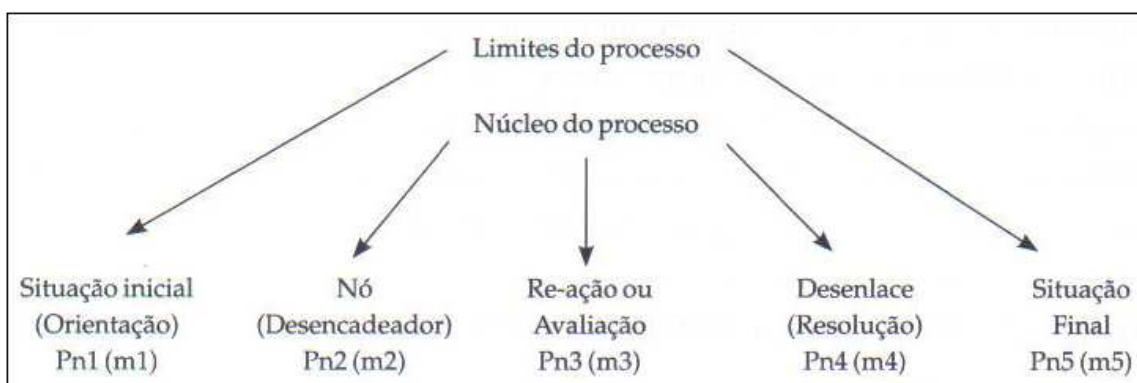 Limites do processo
Núcleo do processo
Situação inicial
(Orientação)
Pn1 (m1)
Nó
(Desencadeador)
Pn2 (m2)
Re-ação ou
Avaliação
Pn3 (m3)
Desenlace
(Resolução)
Pn4 (m4)
Situação
Final
Pn5 (m5)